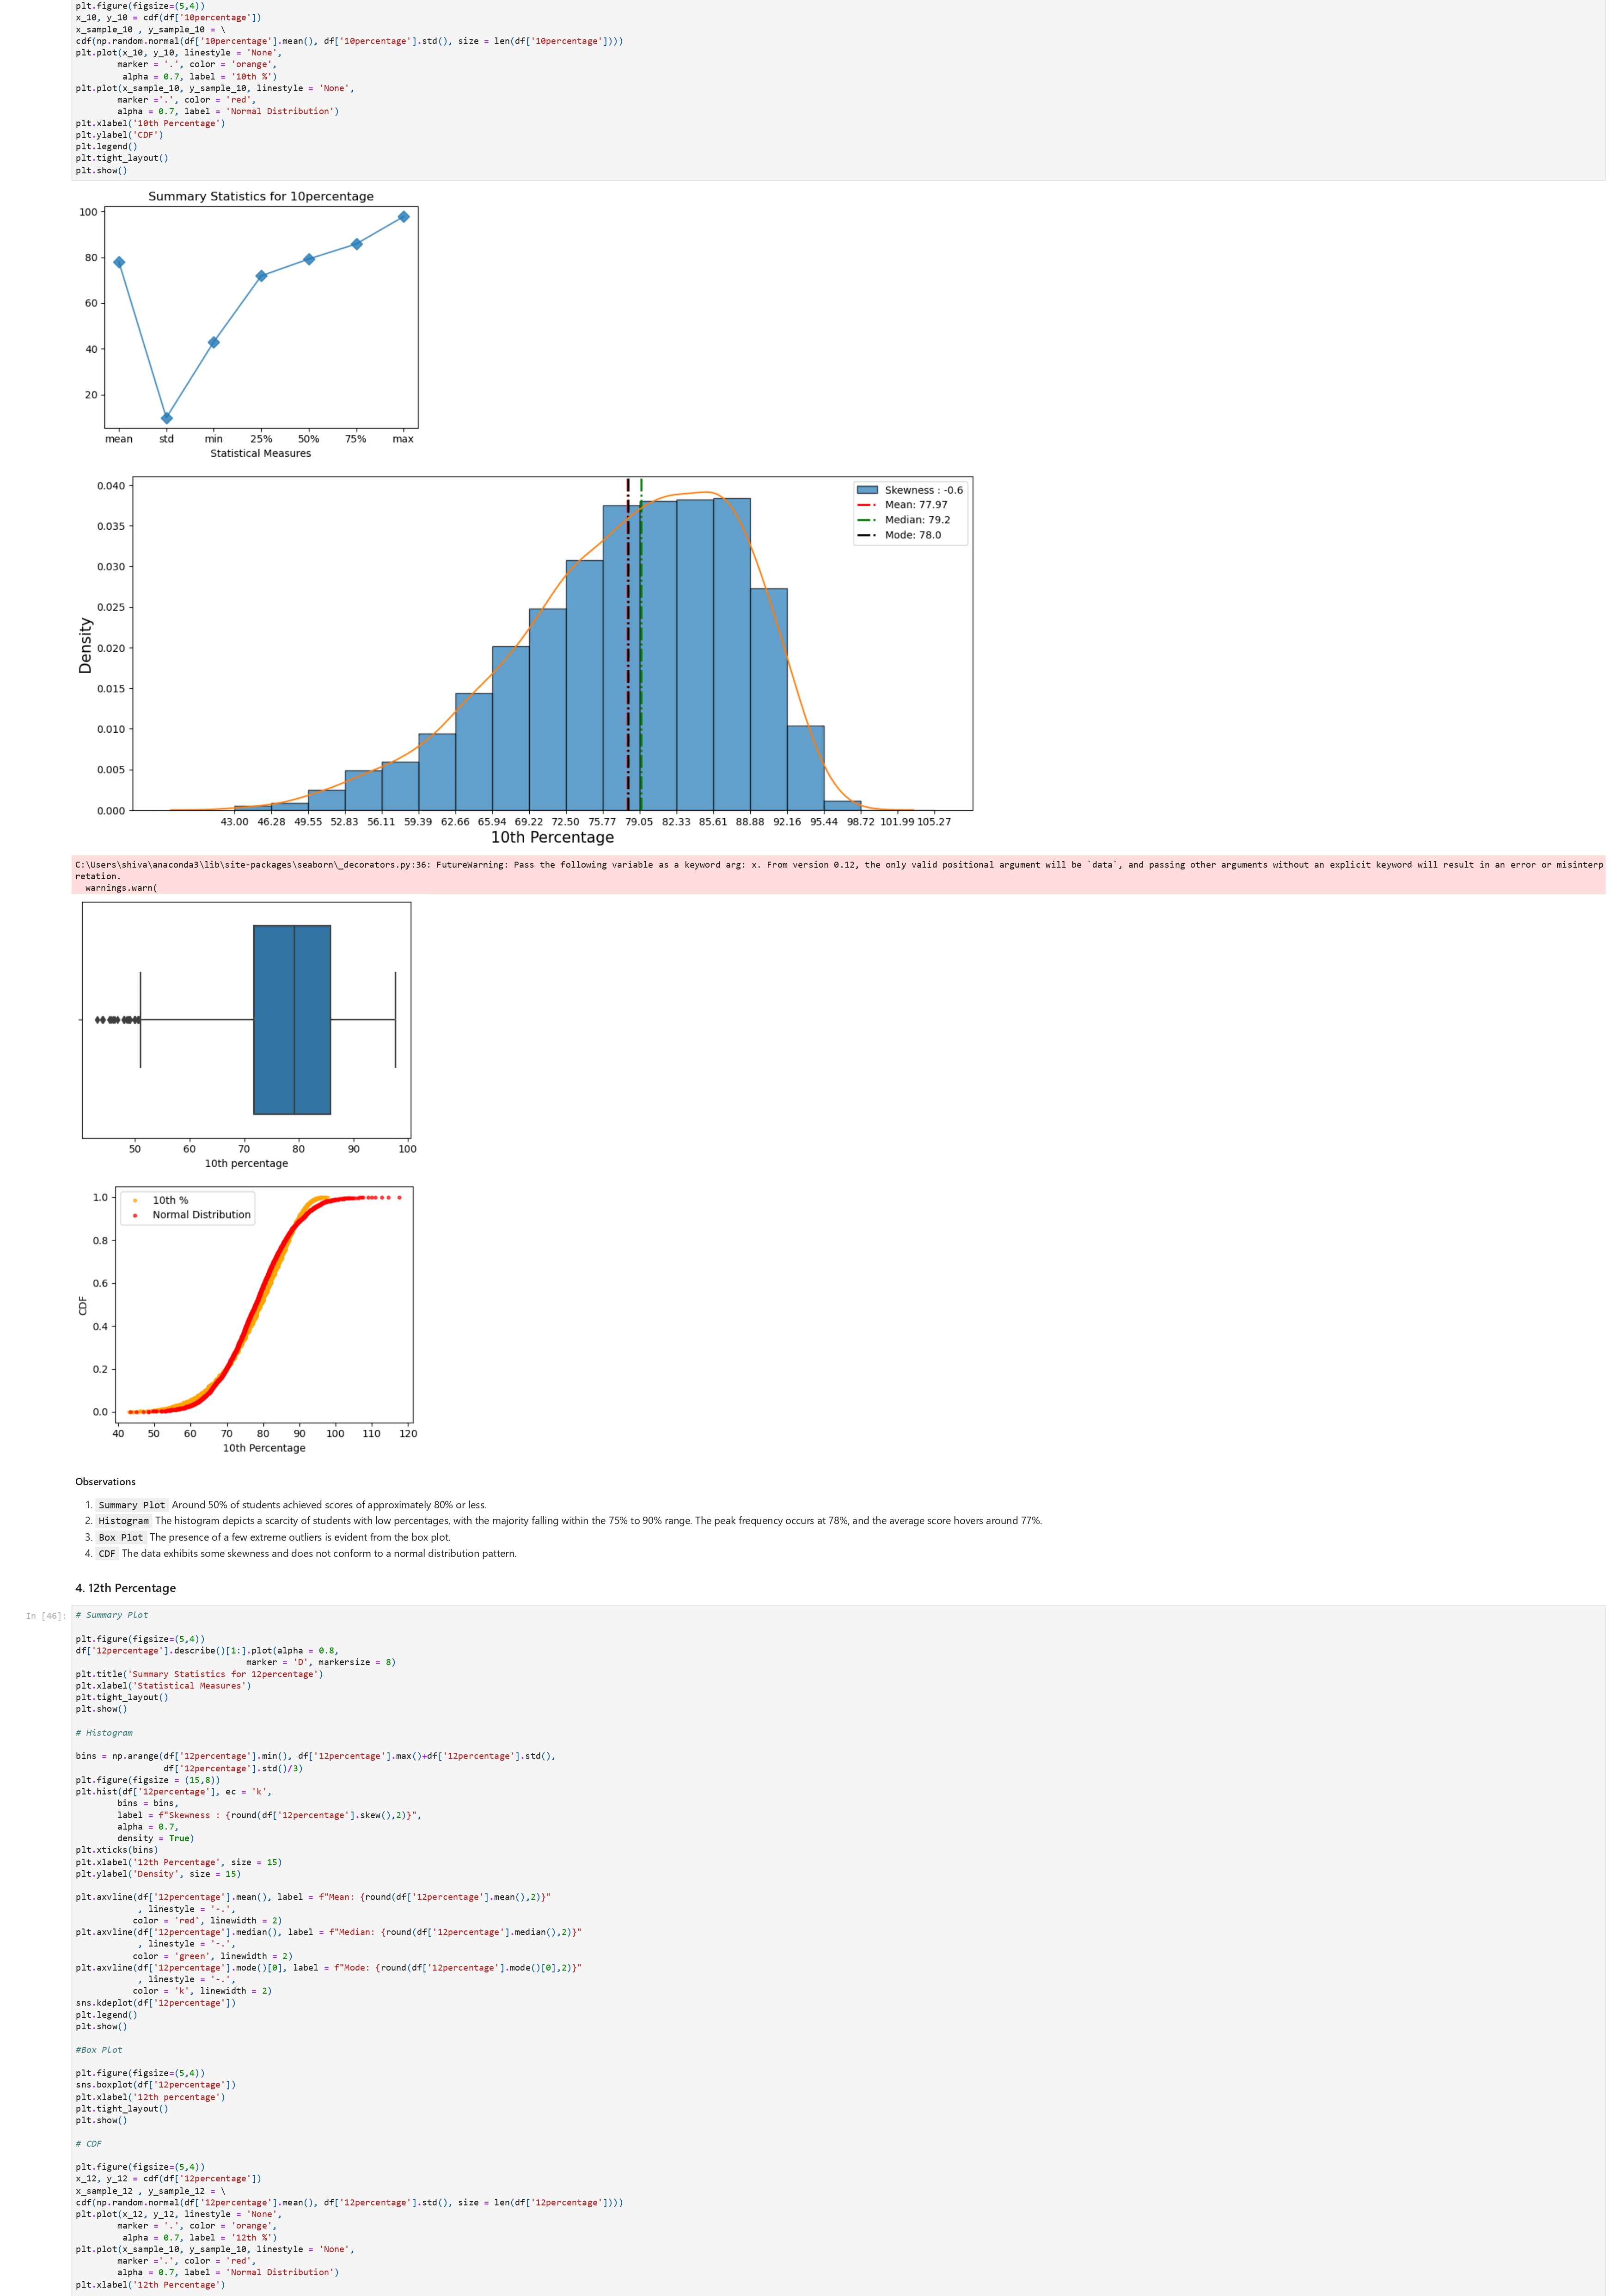 plt.figure(figsize=(5,4))
x_10, y_10 = cdf(df['10percentage'])
x_sample_10 , y_sample_10 = \
cdf(np.random.normal(df['10percentage'].mean(), df['10percentage'].std(), size = len(df['10percentage'])))
plt.plot(x_10, y_10, linestyle = 'None',
        marker = '.', color = 'orange',
         alpha = 0.7, label = '10th %')
plt.plot(x_sample_10, y_sample_10, linestyle = 'None',
        marker ='.', color = 'red',
        alpha = 0.7, label = 'Normal Distribution')
plt.xlabel('10th Percentage')
plt.ylabel('CDF')
plt.legend()
plt.tight_layout()
plt.show()
Summary Statistics for 10percentage
100
80
60
40
20
mean std min 25% 50% 75% max
Statistical Measures
Skewness : -0.6
Mean: 77.97
Median: 79.2
Mode: 78.0
0.040
0.035
0.030
0.025
0.020
0.015
0.010
0.005
0.000
Density
43.00 46.28 49.55 52.83 56.11 59.39 62.66 65.94 69.22 72.50 75.77 79.05 82.33 85.61 88.88 92.16 95.44 98.72 101.99 105.27
10th Percentage
C:\Users\shiva\anaconda3\lib\site-packages\seaborn\_decorators.py:36: FutureWarning: Pass the following variable as a keyword arg: x. From version 0.12, the only valid positional argument will be `data`, and passing other arguments without an explicit keyword will result in an error or misinterp
retation.
  warnings.warn(
50 60 70 80 90 100
10th percentage
10th %
Normal Distribution
1.0
0.8
0.6
0.4
0.2
0.0
CDF
40 50 60 70 80 90 100 110 120
10th Percentage
Observations
1. Summary Plot Around 50% of students achieved scores of approximately 80% or less.
2. Histogram The histogram depicts a scarcity of students with low percentages, with the majority falling within the 75% to 90% range. The peak frequency occurs at 78%, and the average score hovers around 77%.
3. Box Plot The presence of a few extreme outliers is evident from the box plot.
4. CDF The data exhibits some skewness and does not conform to a normal distribution pattern.
4. 12th Percentage
In [46]:
# Summary Plot
plt.figure(figsize=(5,4))
df['12percentage'].describe()[1:].plot(alpha = 0.8,
                                 marker = 'D', markersize = 8)
plt.title('Summary Statistics for 12percentage')
plt.xlabel('Statistical Measures')
plt.tight_layout()
plt.show()
# Histogram
bins = np.arange(df['12percentage'].min(), df['12percentage'].max()+df['12percentage'].std(),
                 df['12percentage'].std()/3)
plt.figure(figsize = (15,8))
plt.hist(df['12percentage'], ec = 'k',
        bins = bins,
        label = f"Skewness : {round(df['12percentage'].skew(),2)}",
        alpha = 0.7,
        density = True)
plt.xticks(bins)
plt.xlabel('12th Percentage', size = 15)
plt.ylabel('Density', size = 15)
plt.axvline(df['12percentage'].mean(), label = f"Mean: {round(df['12percentage'].mean(),2)}"
            , linestyle = '-.',
           color = 'red', linewidth = 2)
plt.axvline(df['12percentage'].median(), label = f"Median: {round(df['12percentage'].median(),2)}"
            , linestyle = '-.',
           color = 'green', linewidth = 2)
plt.axvline(df['12percentage'].mode()[0], label = f"Mode: {round(df['12percentage'].mode()[0],2)}"
            , linestyle = '-.',
           color = 'k', linewidth = 2)
sns.kdeplot(df['12percentage'])
plt.legend()
plt.show()
#Box Plot
plt.figure(figsize=(5,4))
sns.boxplot(df['12percentage'])
plt.xlabel('12th percentage')
plt.tight_layout()
plt.show()
# CDF
plt.figure(figsize=(5,4))
x_12, y_12 = cdf(df['12percentage'])
x_sample_12 , y_sample_12 = \
cdf(np.random.normal(df['12percentage'].mean(), df['12percentage'].std(), size = len(df['12percentage'])))
plt.plot(x_12, y_12, linestyle = 'None',
        marker = '.', color = 'orange',
         alpha = 0.7, label = '12th %')
plt.plot(x_sample_10, y_sample_10, linestyle = 'None',
        marker ='.', color = 'red',
        alpha = 0.7, label = 'Normal Distribution')
plt.xlabel('12th Percentage')